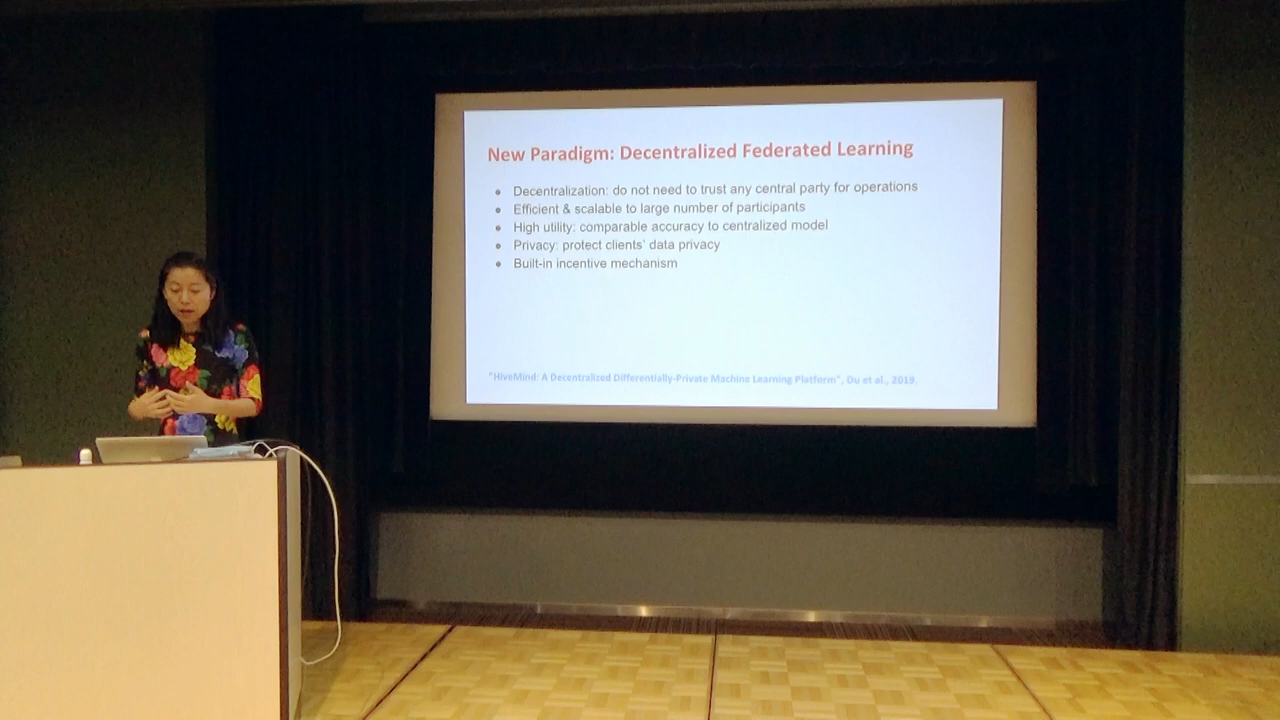 New Paradigm: Decentralized Federated Learning
● Decentralization: do not need to trust any central party for operations
● Efficient & scalable to large number of participants
● High utility: comparable accuracy to centralized model
● Privacy: protect clients' data privacy
● Built-in incentive mechanism
"HiveMind: A Decentralized Differentially-Private Machine Learning Platform", Du et al., 2019.